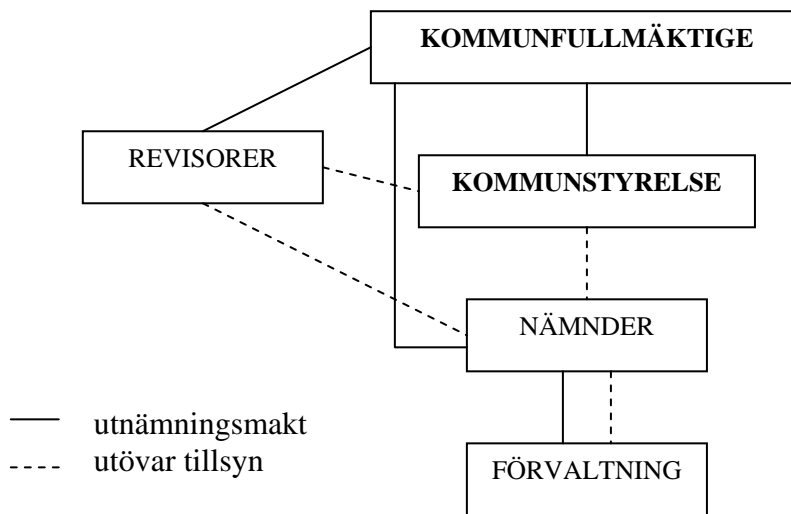 KOMMUNFULLMÄKTIGE
REVISORER
KOMMUNSTYRELSE
NÄMNDER
FÖRVALTNING
utnämningsmakt
utövar tillsyn